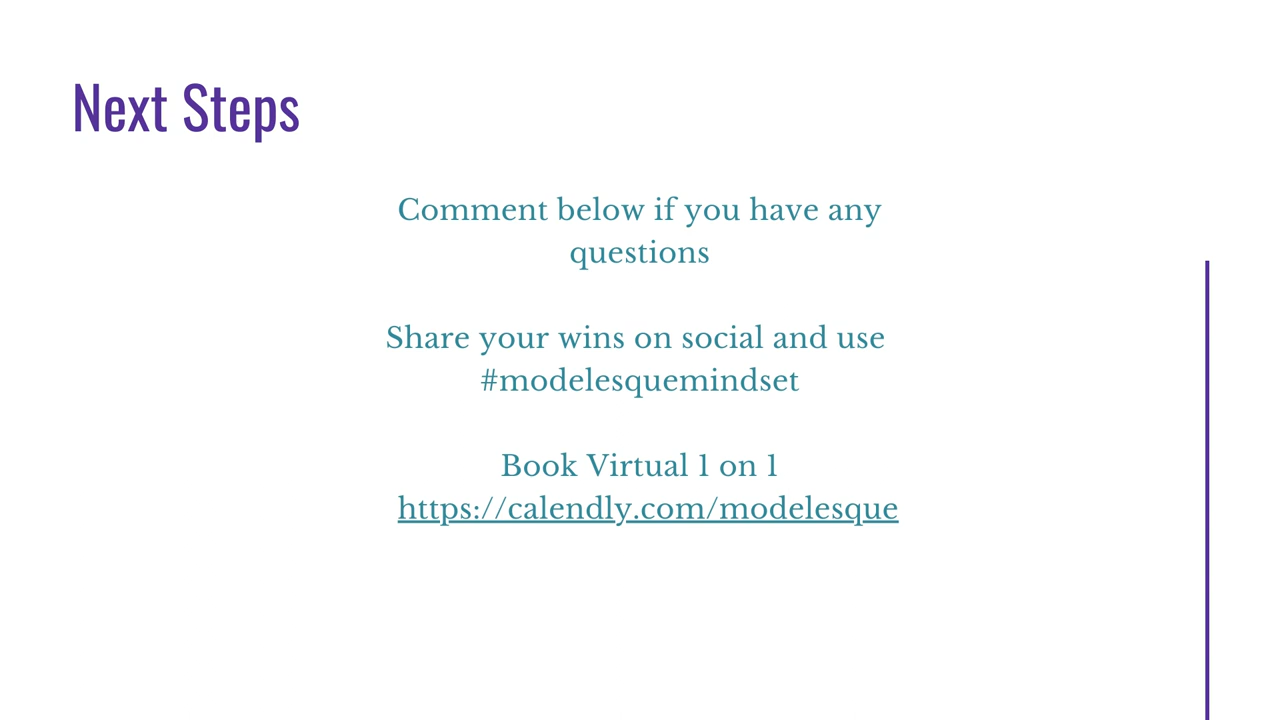 Next Steps
Comment below if you have any
questions
Share your wins on social and use
#modelesquemindset
Book Virtual 1 on 1
https://calendly.com/modelesque